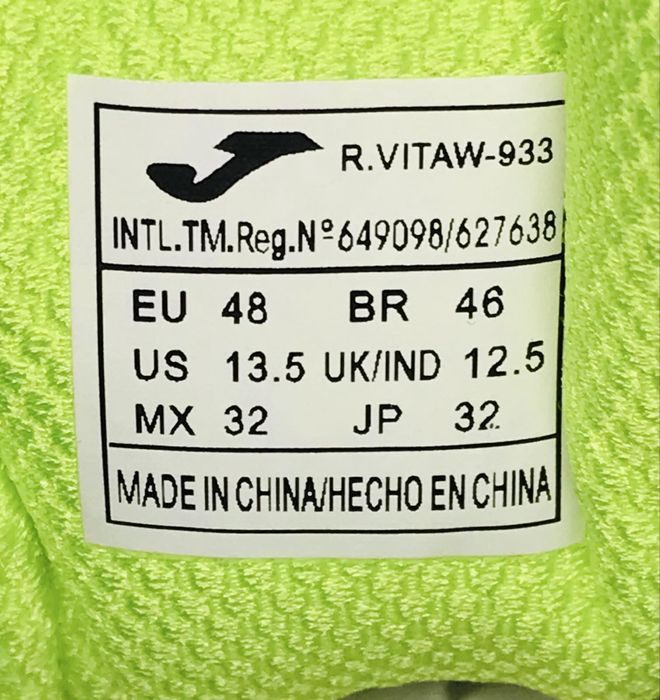 R.VITAW-933
INTL.TM.Reg.Nº649098/627638
EU 48 BR 46
US 13.5 UK/IND 12.5
MX 32 JP 32
MADE IN CHINA/HECHO EN CHINA